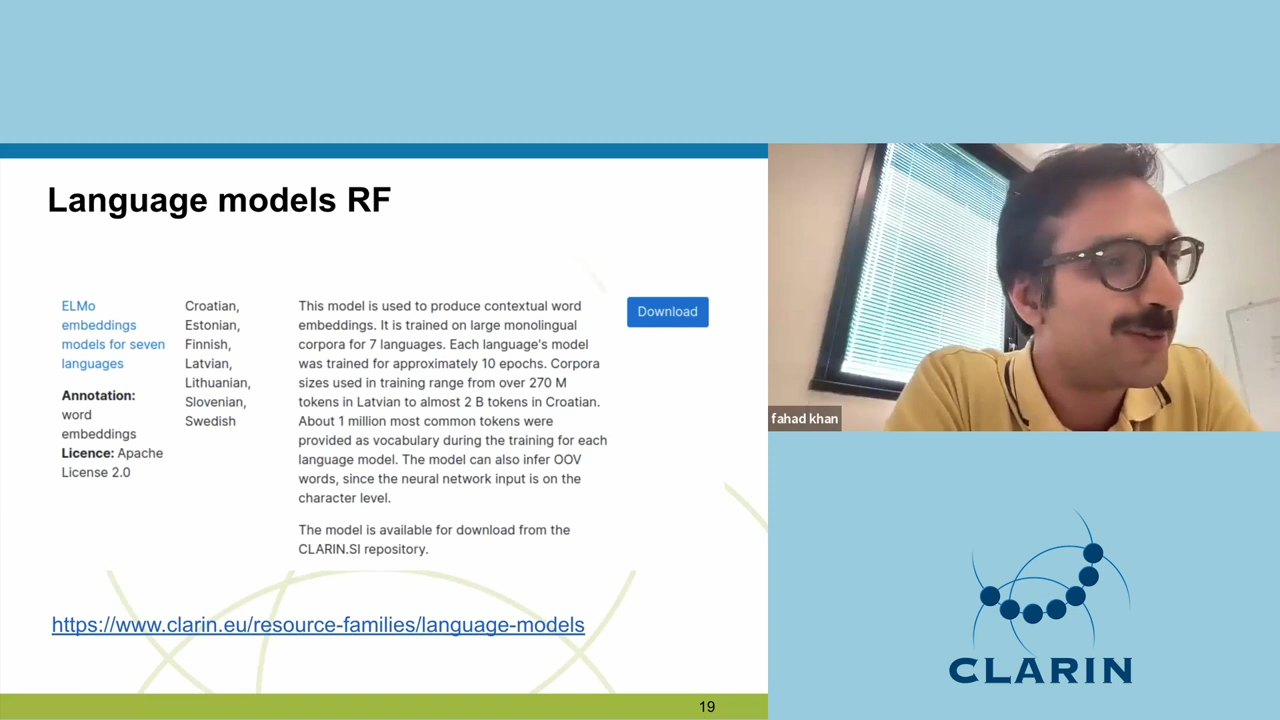 Language models RF
ELMo
embeddings
models for seven
languages
Annotation:
word
embeddings
Licence: Apache
License 2.0
Croatian,
Estonian,
Finnish,
Latvian,
Lithuanian,
Slovenian,
Swedish
This model is used to produce contextual word
embeddings. It is trained on large monolingual
corpora for 7 languages. Each language's model
was trained for approximately 10 epochs. Corpora
sizes used in training range from over 270 M
tokens in Latvian to almost 2 B tokens in Croatian.
About 1 million most common tokens were
provided as vocabulary during the training for each
language model. The model can also infer OOV
words, since the neural network input is on the
character level.
The model is available for download from the
CLARIN.SI repository.
Download
https://www.clarin.eu/resource-families/language-models
19
fahad khan
CLARIN